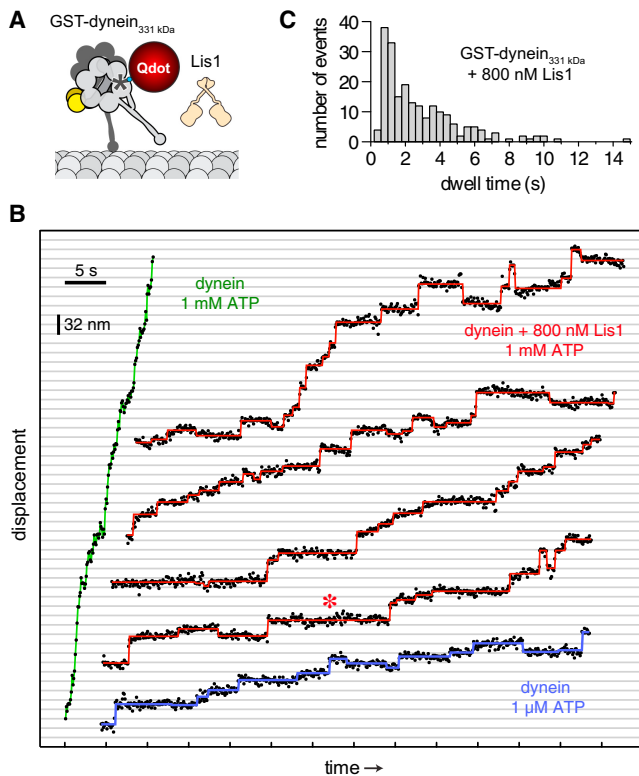 A
GST-dynein331 kDa
Qdot
Lis1
*
C
number of events
40
30
20
10
0
GST-dynein331 kDa
+ 800 nM Lis1
0 2 4 6 8 10 12 14
dwell time (s)
B
5 s
32 nm
dynein
1 mM ATP
dynein + 800 nM Lis1
1 mM ATP
*
dynein
1 µM ATP
displacement
time →